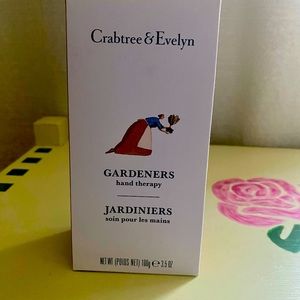 Crabtree & Evelyn
GARDENERS
hand therapy
JARDINIERS
soin pour les mains
NET WT (POIDS NET) 100g ℮ 3.5 OZ